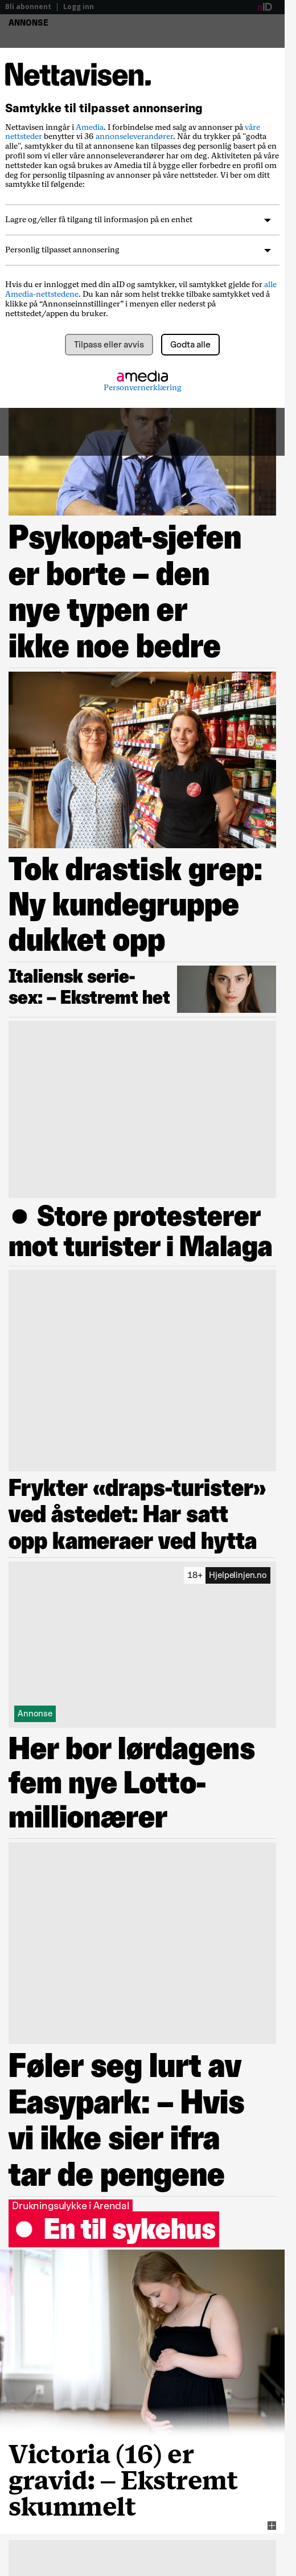 Bli abonnent | Logg inn
aID
ANNONSE
Nettavisen.
Samtykke til tilpasset annonsering
Nettavisen inngår i Amedia. I forbindelse med salg av annonser på våre
nettsteder benytter vi 36 annonseleverandører. Når du trykker på "godta
alle", samtykker du til at annonsene kan tilpasses deg personlig basert på en
profil som vi eller våre annonseleverandører har om deg. Aktiviteten på våre
nettsteder kan også brukes av Amedia til å bygge eller forbedre en profil om
deg for personlig tilpasning av annonser på våre nettsteder. Vi ber om ditt
samtykke til følgende:
Lagre og/eller få tilgang til informasjon på en enhet
Personlig tilpasset annonsering
Hvis du er innlogget med din aID og samtykker, vil samtykket gjelde for alle
Amedia-nettstedene. Du kan når som helst trekke tilbake samtykket ved å
klikke på “Annonseinnstillinger” i menyen eller nederst på
nettstedet/appen du bruker.
Tilpass eller avvis
Godta alle
amedia
Personvernerklæring
Psykopat-sjefen
er borte – den
nye typen er
ikke noe bedre
Tok drastisk grep:
Ny kundegruppe
dukket opp
Italiensk serie-
sex: – Ekstremt het
● Store protesterer
mot turister i Malaga
Frykter «draps-turister»
ved åstedet: Har satt
opp kameraer ved hytta
18+ Hjelpelinjen.no
Annonse
Her bor lørdagens
fem nye Lotto-
millionærer
Føler seg lurt av
Easypark: – Hvis
vi ikke sier ifra
tar de pengene
Drukningsulykke i Arendal
● En til sykehus
Victoria (16) er
gravid: – Ekstremt
skummelt